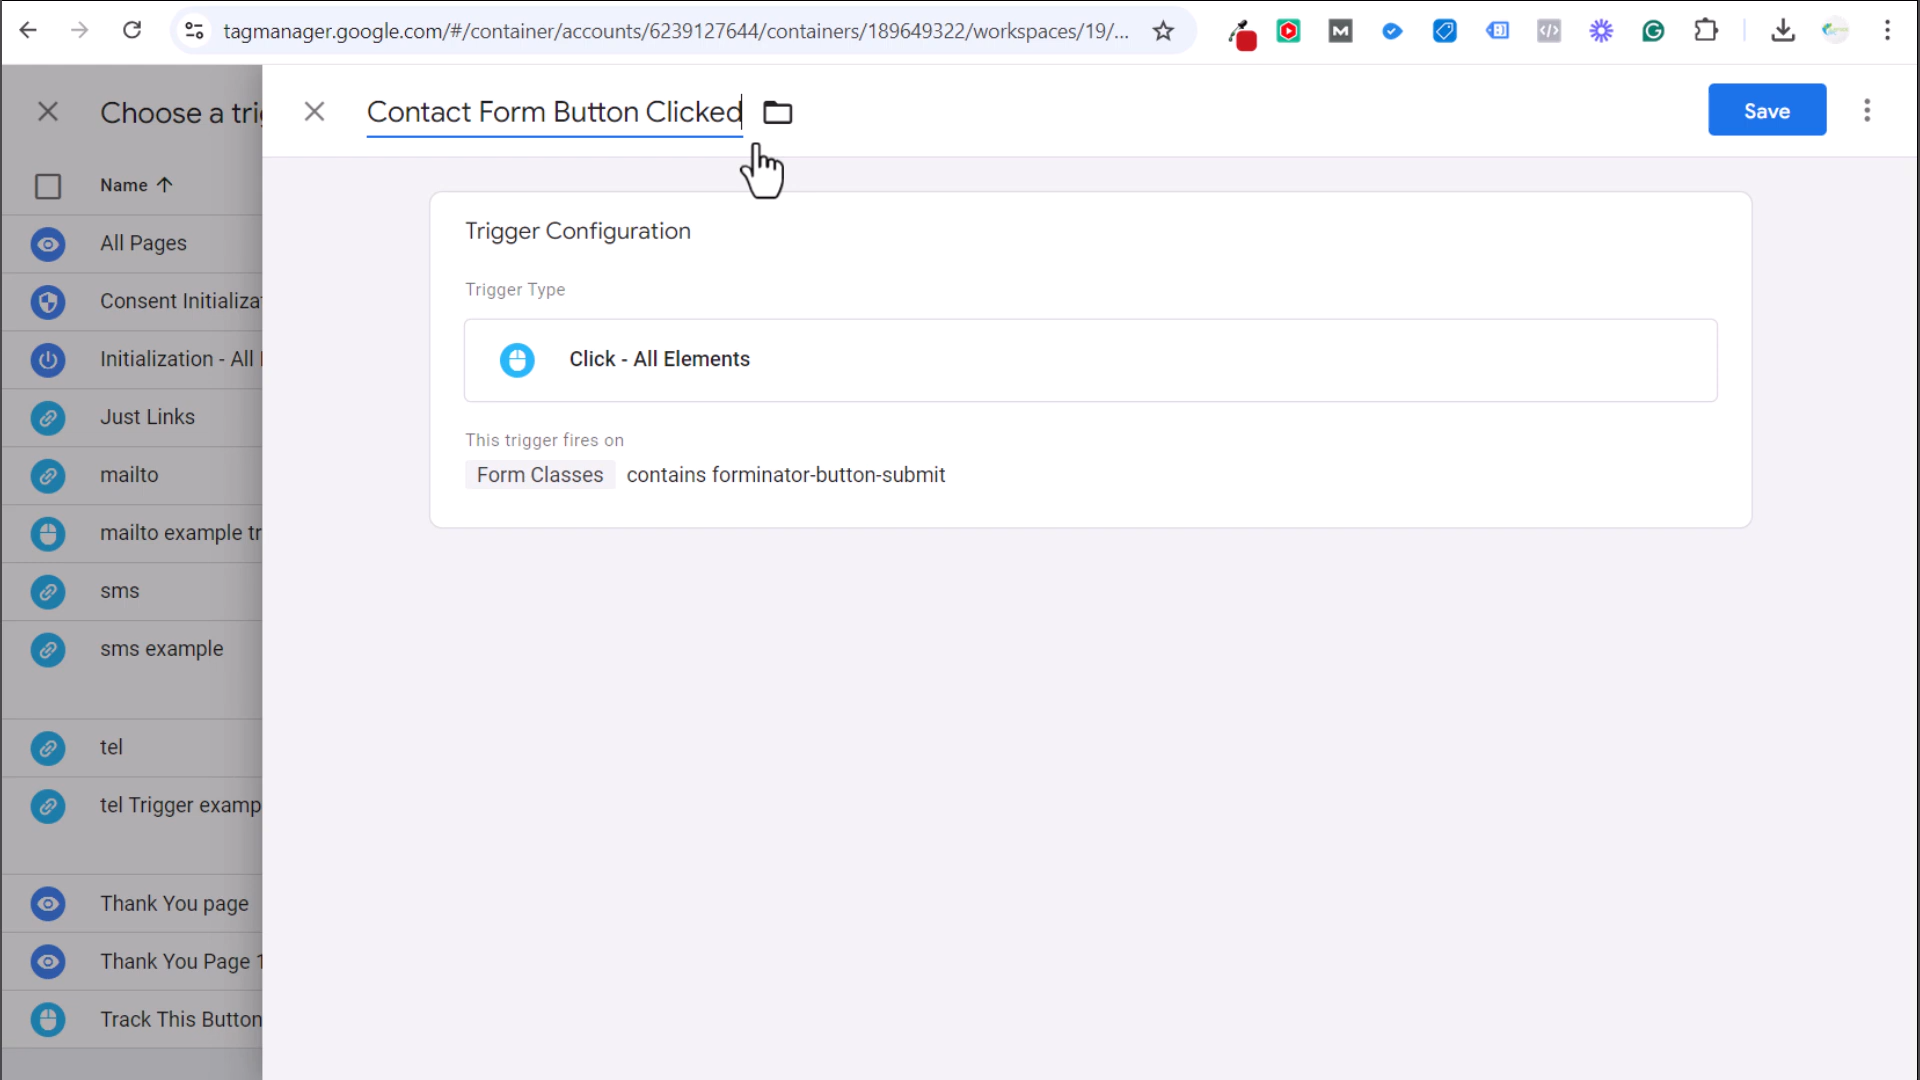 tagmanager.google.com/#/container/accounts/6239127644/containers/189649322/workspaces/19/...
Choose a tri
Contact Form Button Clicked
Save
Name
All Pages
Consent Initializa
Initialization - All
Just Links
mailto
mailto example tr
sms
sms example
tel
tel Trigger examp
Thank You page
Thank You Page 1
Track This Button
Trigger Configuration
Trigger Type
Click - All Elements
This trigger fires on
Form Classes contains forminator-button-submit